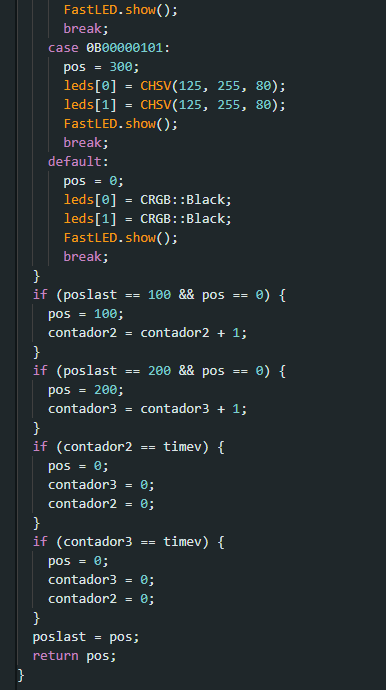 FastLED.show();
break;
case 0B00000101:
pos = 300;
leds[0] = CHSV(125, 255, 80);
leds[1] = CHSV(125, 255, 80);
FastLED.show();
break;
default:
pos = 0;
leds[0] = CRGB::Black;
leds[1] = CRGB::Black;
FastLED.show();
break;
}
if (poslast == 100 && pos == 0) {
pos = 100;
contador2 = contador2 + 1;
}
if (poslast == 200 && pos == 0) {
pos = 200;
contador3 = contador3 + 1;
}
if (contador2 == timev) {
pos = 0;
contador3 = 0;
contador2 = 0;
}
if (contador3 == timev) {
pos = 0;
contador3 = 0;
contador2 = 0;
}
poslast = pos;
return pos;
}